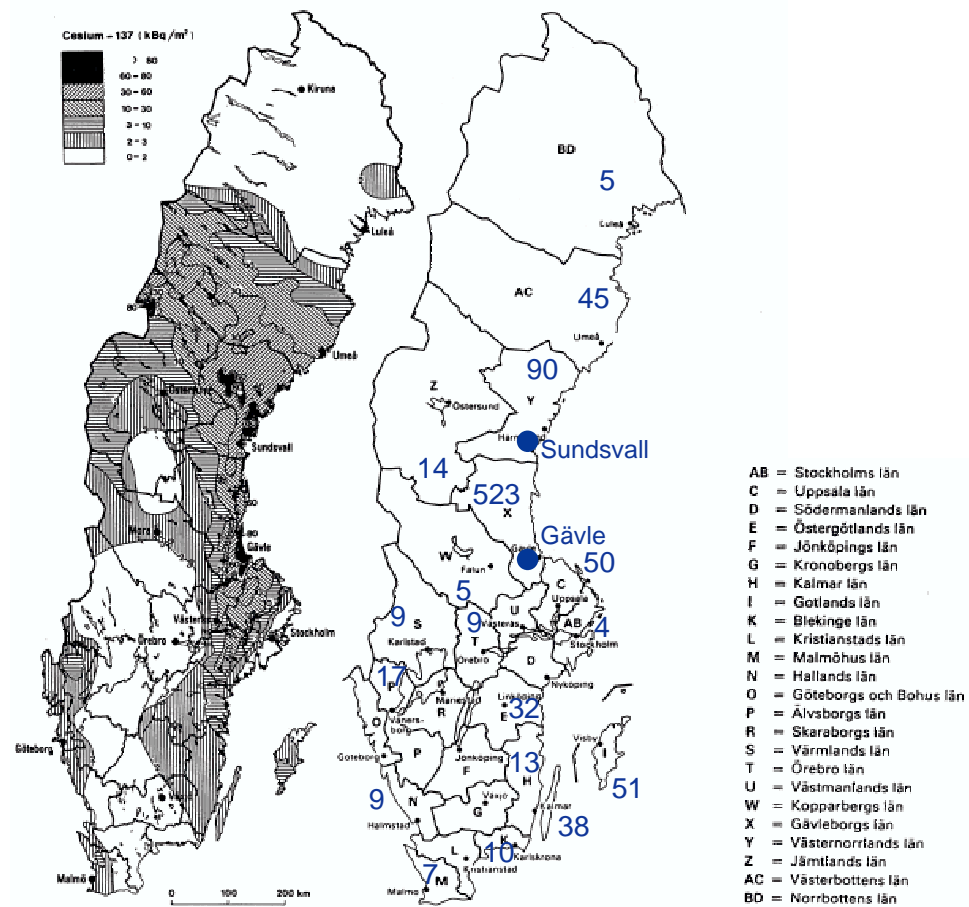 Cesium - 137 (kBq/m²)
60-80
30-60
10-30
3-10
2-3
0-2
Kiruna
Luleå
80
Umeå
Östersund
Sundsvall
Mora
80
Gävle
Västerås
Örebro
Stockholm
Göteborg
Växjö
Malmö
0
100
200 km
BD
5
Luleå
AC
45
Umeå
90
Z
Y
Östersund
Sundsvall
14
523
X
Gävle
W
Falun
50
5
C
Uppsala
9
S
U
9
Västerås
AB
4
Karlstad
T
Stockholm
Örebro
D
17
Nyköping
Mariestad
Linköping
32
R
E
O
Vänersborg
Visby
Göteborg
P
Jönköping
F
13
I
H
51
9
N
Växjö
G
Kalmar
38
Halmstad
K
10
Karlskrona
L
Kristianstad
7
M
Malmö
AB = Stockholms län
C = Uppsala län
D = Södermanlands län
E = Östergötlands län
F = Jönköpings län
G = Kronobergs län
H = Kalmar län
I = Gotlands län
K = Blekinge län
L = Kristianstads län
M = Malmöhus län
N = Hallands län
O = Göteborgs och Bohus län
P = Älvsborgs län
R = Skaraborgs län
S = Värmlands län
T = Örebro län
U = Västmanlands län
W = Kopparbergs län
X = Gävleborgs län
Y = Västernorrlands län
Z = Jämtlands län
AC = Västerbottens län
BD = Norrbottens län